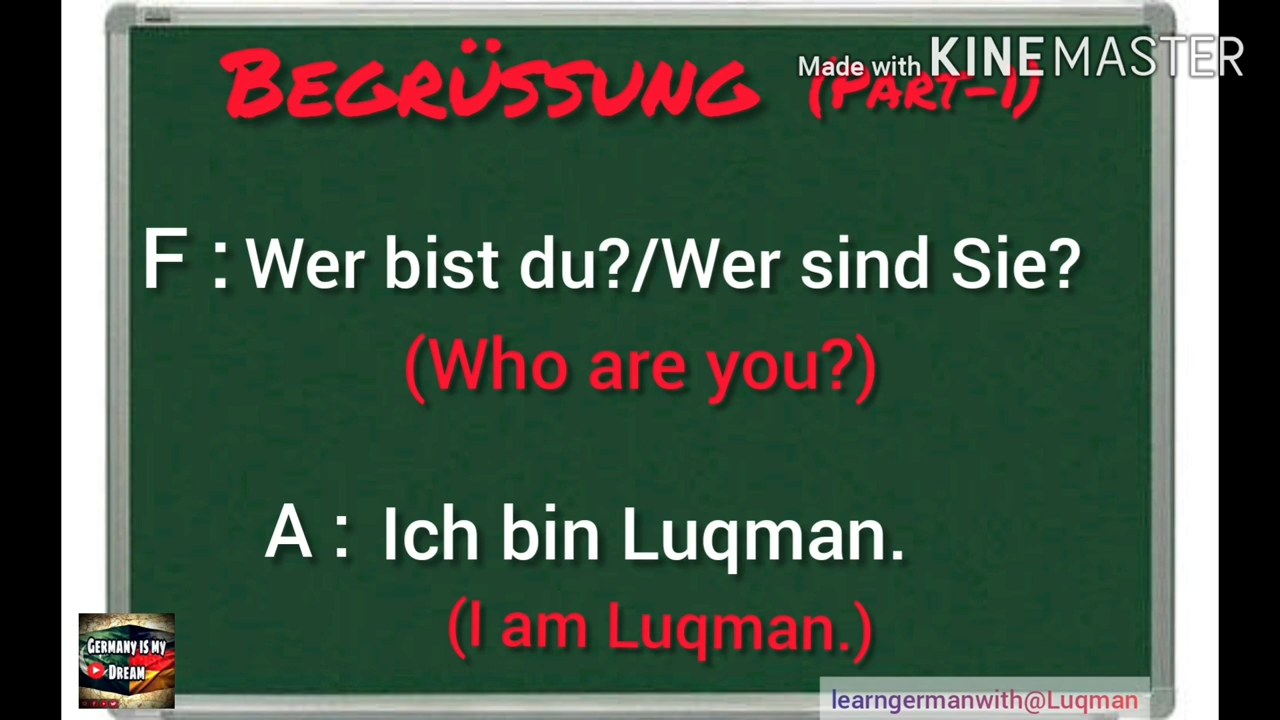 BEGRÜSSUNG (PART-1)
Made with KINEMASTER
F : Wer bist du?/Wer sind Sie?
(Who are you?)
A : Ich bin Luqman.
(I am Luqman.)
GERMANY IS MY
DREAM
learngermanwith@Luqman